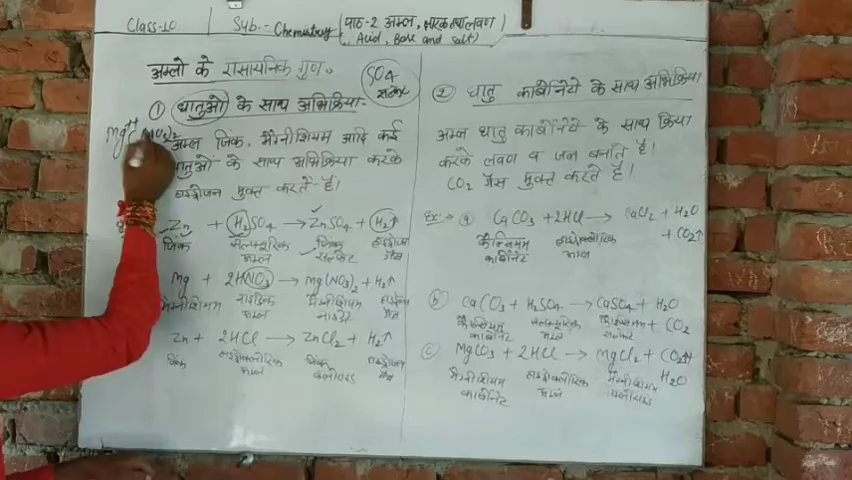 Class-10
Sub.- Chemistry
पाठ-2 अम्ल, क्षारक तथा लवण
(Acid, Base and Salt)
अम्लो के रासायनिक गुण
SO4
सल्फेट
① धातुओ के साथ अभिक्रिया-
Mg++
अम्ल जिंक, मैग्नीशियम आदि कई
धातुओं के साथ अभिक्रिया करके
हाइड्रोजन मुक्त करते है।
Zn + H2SO4 → ZnSO4 + H2↑
जिंक सल्फ्यूरिक अम्ल जिंक सल्फेट हाइड्रोजन गैस
Mg + 2HNO3 → Mg(NO3)2 + H2↑
मैग्नीशियम नाइट्रिक अम्ल मैग्नीशियम नाइट्रेट हाइड्रोजन गैस
Zn + 2HCl → ZnCl2 + H2↑
जिंक हाइड्रोक्लोरिक अम्ल जिंक क्लोराइड हाइड्रोजन गैस
② धातु कार्बोनेटो के साथ अभिक्रिया
अम्ल धातु कार्बोनेटो के साथ क्रिया
करके लवण व जल बनाते है।
CO2 गैस मुक्त करते है।
Ex:- ⓐ CaCO3 + 2HCl → CaCl2 + H2O
+ CO2↑
कैल्शियम कार्बोनेट हाइड्रोक्लोरिक अम्ल
ⓑ CaCO3 + H2SO4 → CaSO4 + H2O
+ CO2
कैल्शियम कार्बोनेट सल्फ्यूरिक अम्ल कैल्शियम सल्फेट
ⓒ MgCO3 + 2HCl → MgCl2 + CO2↑
H2O
मैग्नीशियम कार्बोनेट हाइड्रोक्लोरिक अम्ल मैग्नीशियम क्लोराइड